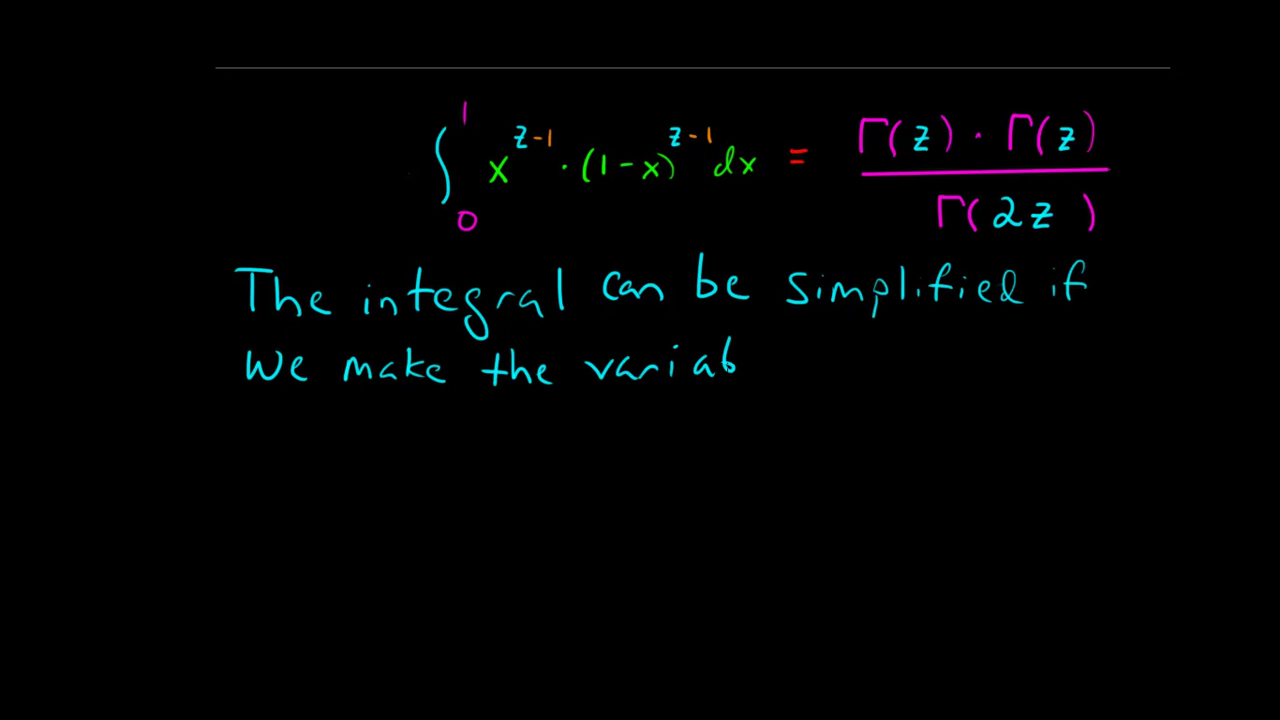 ∫₀¹ x^{z-1} · (1-x)^{z-1} dx = Γ(z) · Γ(z) / Γ(2z)
The integral can be simplified if
We make the variab